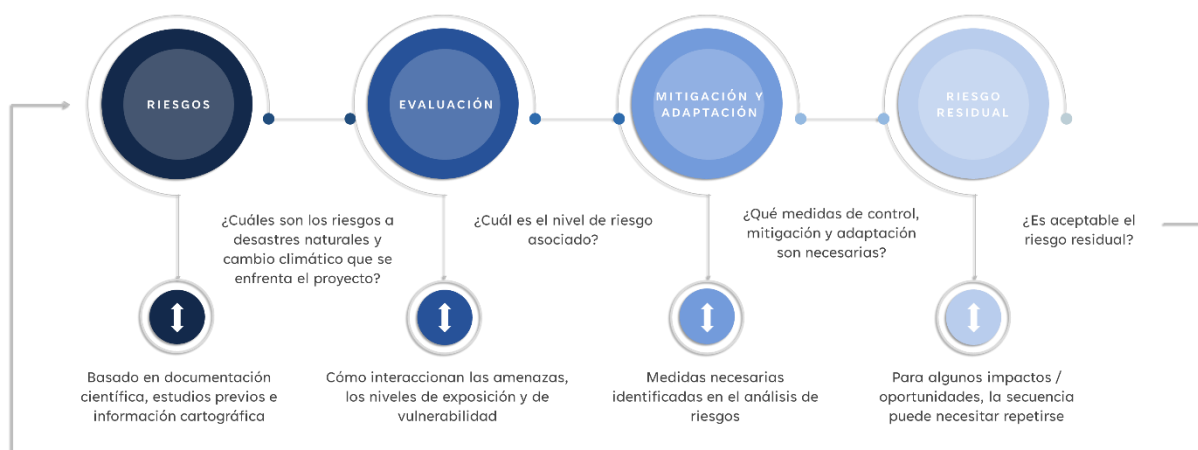 RIESGOS
EVALUACIÓN
MITIGACIÓN Y
ADAPTACIÓN
RIESGO
RESIDUAL
¿Cuáles son los riesgos a
desastres naturales y
cambio climático que se
enfrenta el proyecto?
¿Cuál es el nivel de riesgo
asociado?
¿Qué medidas de control,
mitigación y adaptación
son necesarias?
¿Es aceptable el
riesgo residual?
Basado en documentación
científica, estudios previos e
información cartográfica
Cómo interaccionan las amenazas,
los niveles de exposición y de
vulnerabilidad
Medidas necesarias
identificadas en el análisis de
riesgos
Para algunos impactos /
oportunidades, la secuencia
puede necesitar repetirse